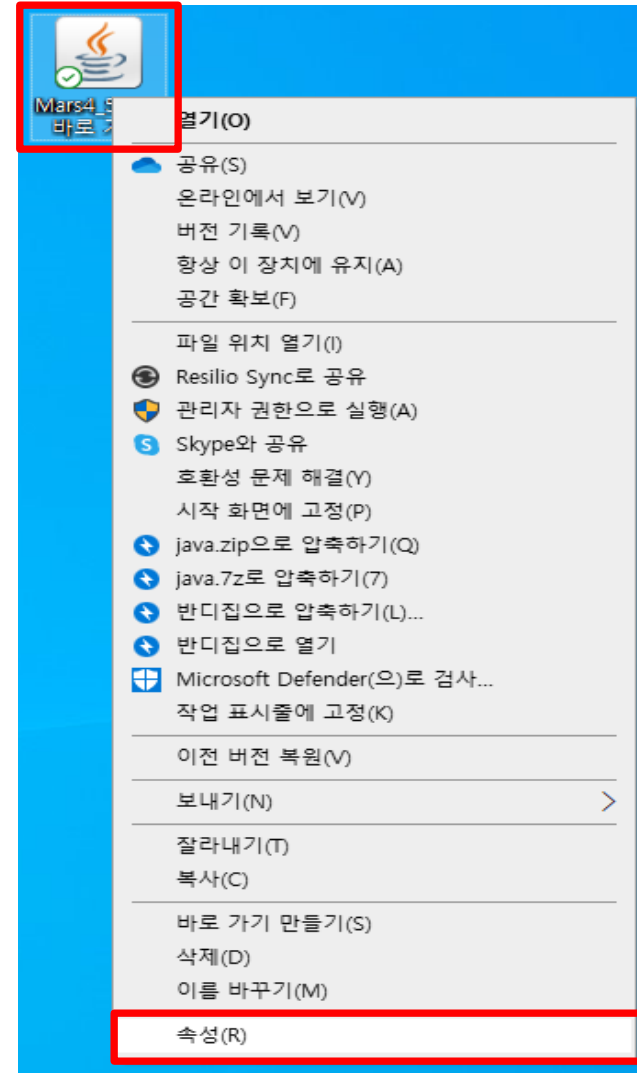 Mars4_
바로
열기(O)
공유(S)
온라인에서 보기(V)
버전 기록(V)
항상 이 장치에 유지(A)
공간 확보(F)
파일 위치 열기(I)
Resilio Sync로 공유
관리자 권한으로 실행(A)
Skype와 공유
호환성 문제 해결(Y)
시작 화면에 고정(P)
java.zip으로 압축하기(Q)
java.7z로 압축하기(7)
반디집으로 압축하기(L)...
반디집으로 열기
Microsoft Defender(으)로 검사...
작업 표시줄에 고정(K)
이전 버전 복원(V)
보내기(N)
잘라내기(T)
복사(C)
바로 가기 만들기(S)
삭제(D)
이름 바꾸기(M)
속성(R)